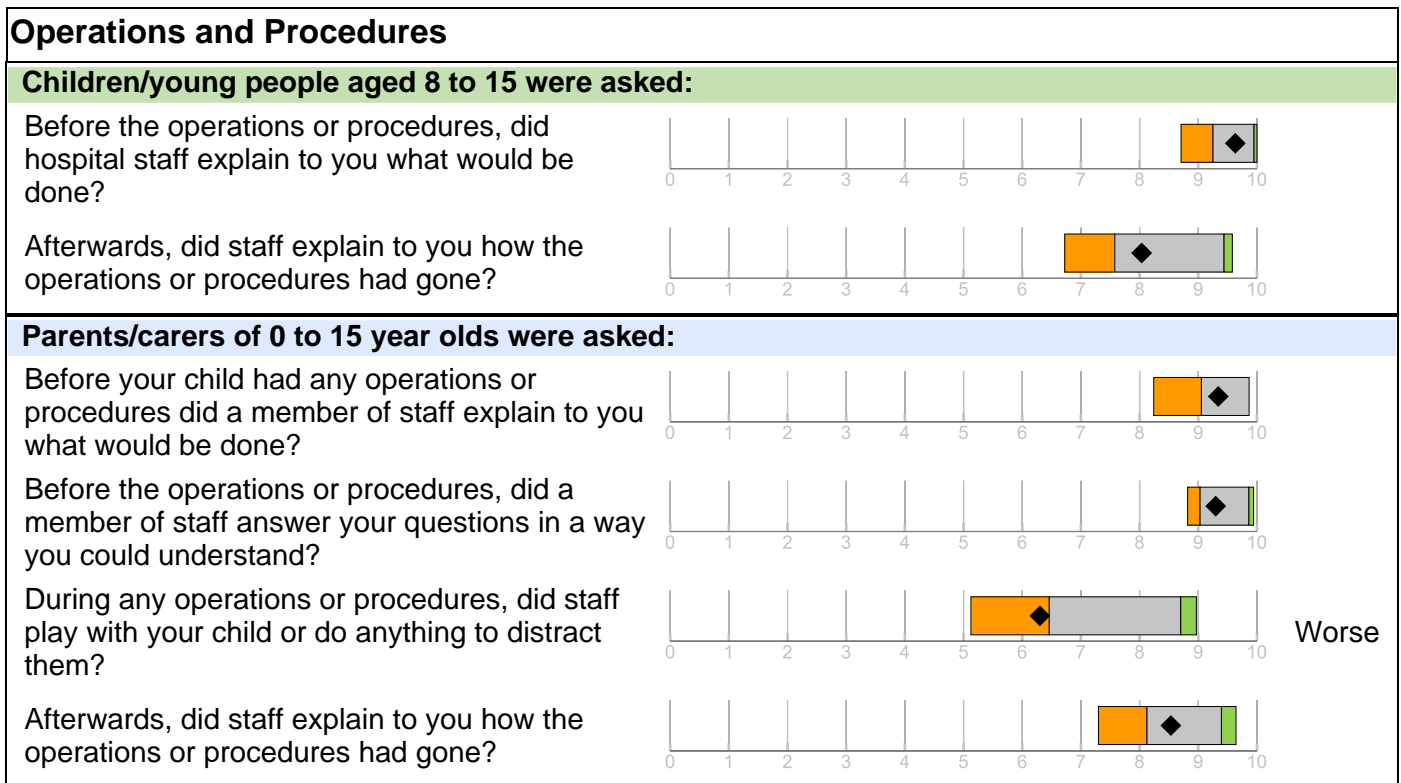 Operations and Procedures
Children/young people aged 8 to 15 were asked:
Before the operations or procedures, did
hospital staff explain to you what would be
done?
0 1 2 3 4 5 6 7 8 9 10
Afterwards, did staff explain to you how the
operations or procedures had gone?
0 1 2 3 4 5 6 7 8 9 10
Parents/carers of 0 to 15 year olds were asked:
Before your child had any operations or
procedures did a member of staff explain to you
what would be done?
0 1 2 3 4 5 6 7 8 9 10
Before the operations or procedures, did a
member of staff answer your questions in a way
you could understand?
0 1 2 3 4 5 6 7 8 9 10
During any operations or procedures, did staff
play with your child or do anything to distract
them?
0 1 2 3 4 5 6 7 8 9 10
Worse
Afterwards, did staff explain to you how the
operations or procedures had gone?
0 1 2 3 4 5 6 7 8 9 10